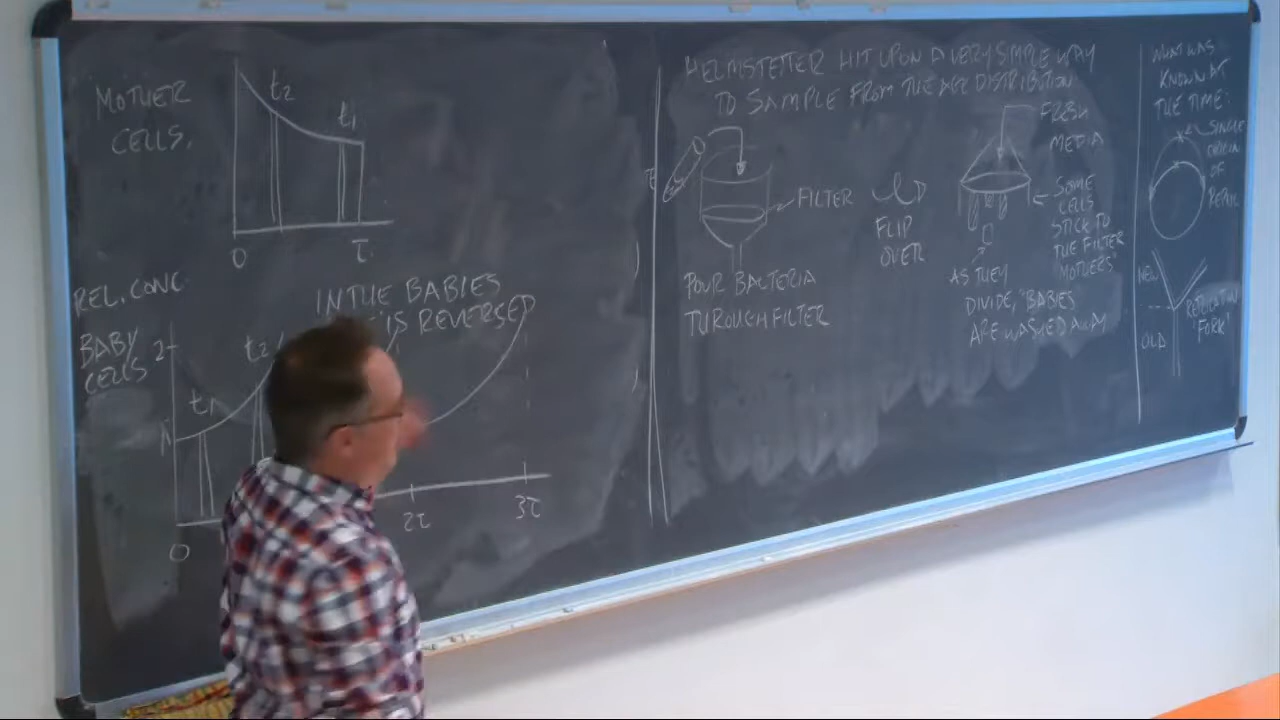 MOTHER
CELLS.
t2
t1
0
τ
REL. CONC
BABY
CELLS
2
1
t1
t2
IN THE BABIES
IS REVERSED
0
2τ
3τ
HELMSTETTER HIT UPON A VERY SIMPLE WAY
TO SAMPLE FROM THE AGE DISTRIBUTION
FILTER
POUR BACTERIA
THROUGH FILTER
FLIP
OVER
FRESH
MEDIA
SOME
CELLS
STICK TO
THE FILTER
"MOTHERS"
AS THEY
DIVIDE, "BABIES"
ARE WASHED AWAY
WHAT WAS
KNOWN AT
THE TIME:
SINGLE
ORIGIN
OF
NEW
OLD
REPLICATION
"FORK"